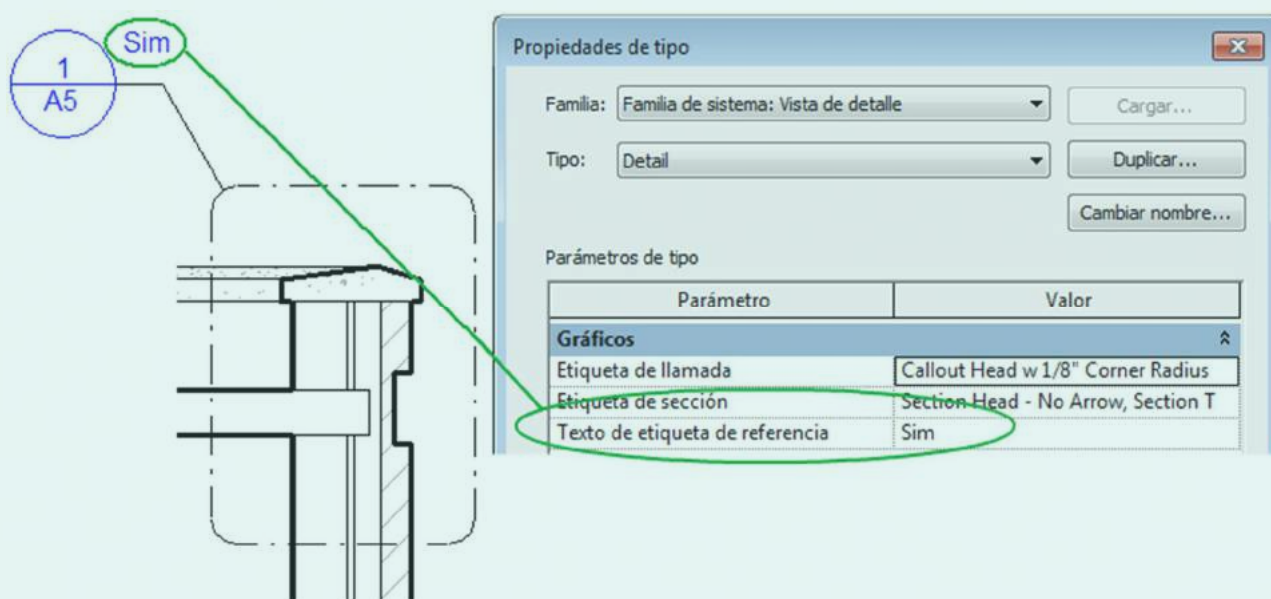 Sim
1
A5
Propiedades de tipo
Familia: Familia de sistema: Vista de detalle Cargar...
Tipo: Detail Duplicar...
Cambiar nombre...
Parámetros de tipo
Parámetro Valor
Gráficos
Etiqueta de llamada Callout Head w 1/8" Corner Radius
Etiqueta de sección Section Head - No Arrow, Section T
Texto de etiqueta de referencia Sim